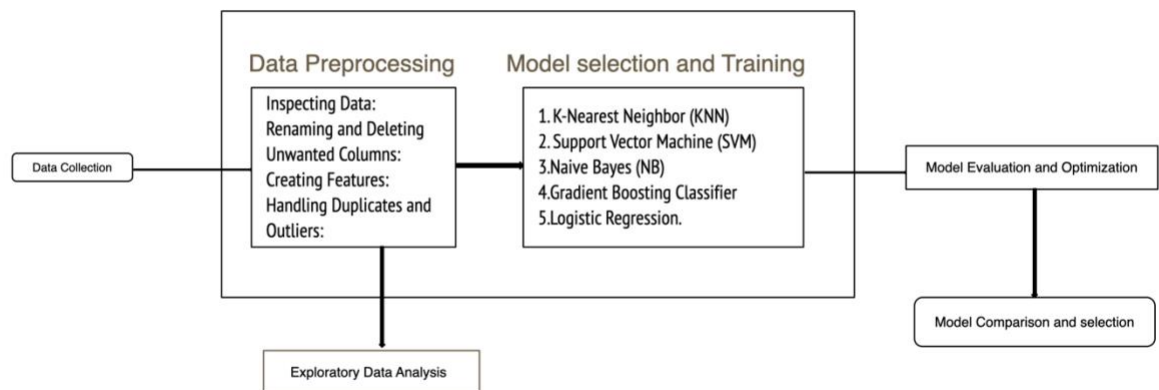 Data Collection
Data Preprocessing
Inspecting Data:
Renaming and Deleting
Unwanted Columns:
Creating Features:
Handling Duplicates and
Outliers:
Exploratory Data Analysis
Model selection and Training
1. K-Nearest Neighbor (KNN)
2. Support Vector Machine (SVM)
3.Naive Bayes (NB)
4.Gradient Boosting Classifier
5.Logistic Regression.
Model Evaluation and Optimization
Model Comparison and selection